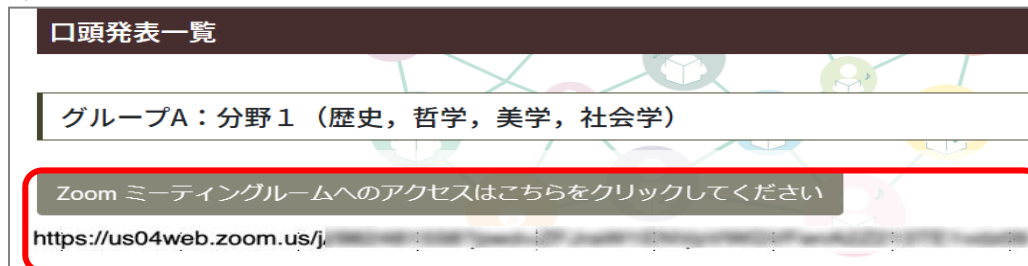 口頭発表一覧
グループA：分野１（歴史，哲学，美学，社会学）
Zoom ミーティングルームへのアクセスはこちらをクリックしてください
https://us04web.zoom.us/j/